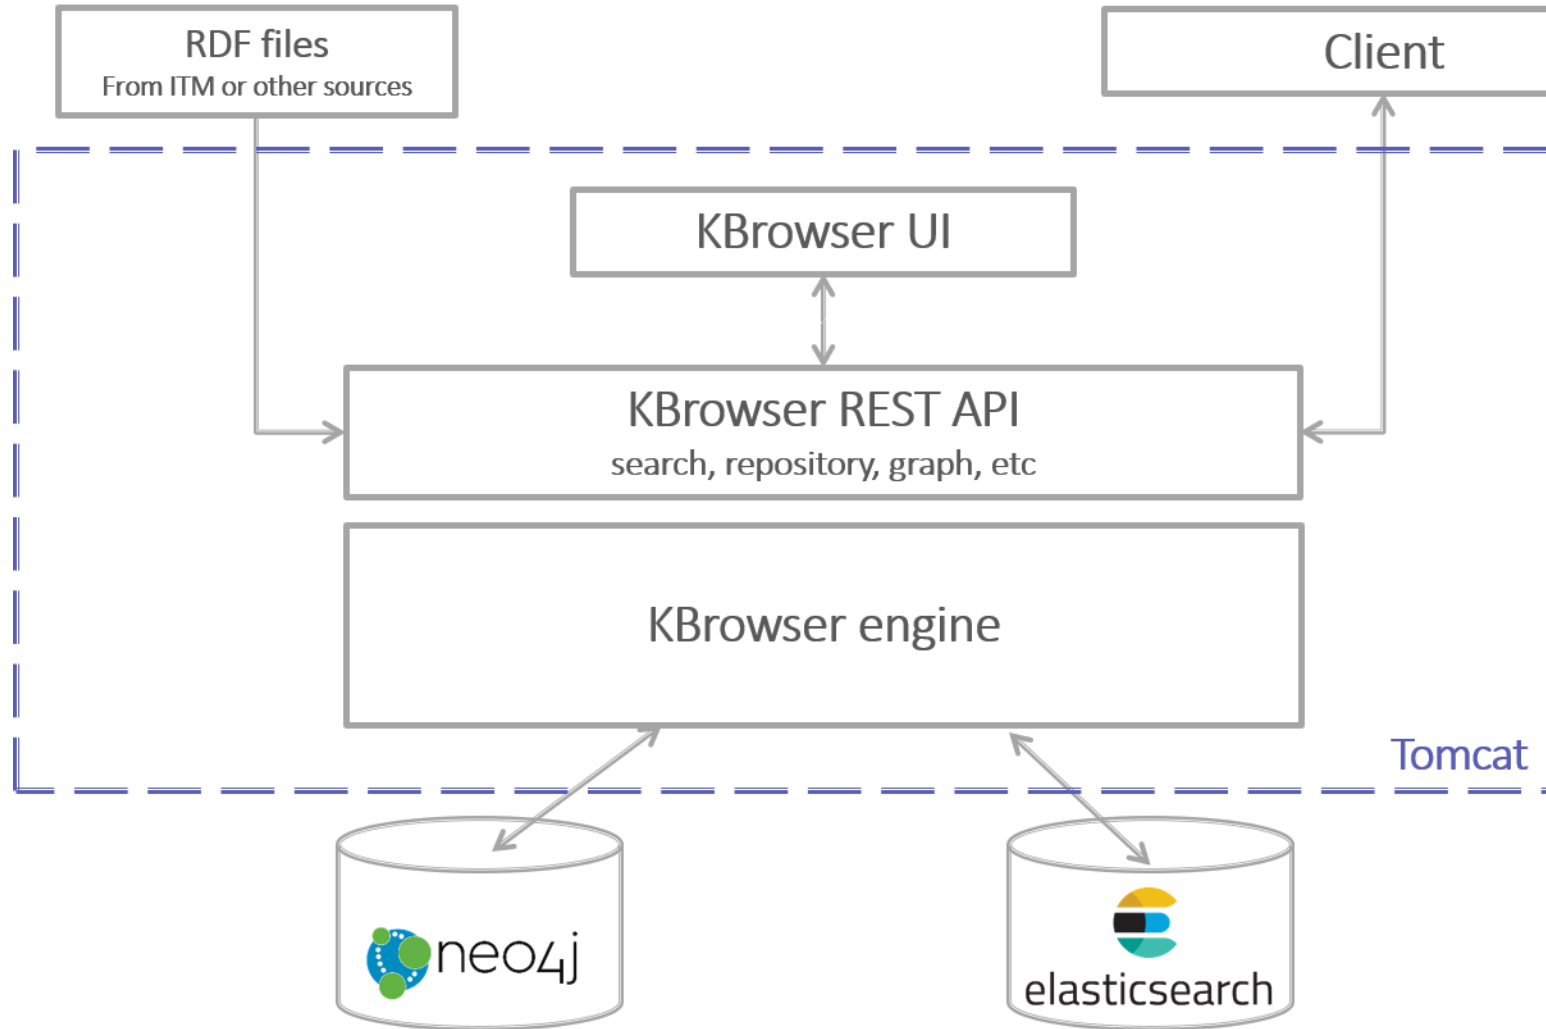 RDF files
From ITM or other sources
Client
KBrowser UI
KBrowser REST API
search, repository, graph, etc
KBrowser engine
Tomcat
neo4j
elasticsearch